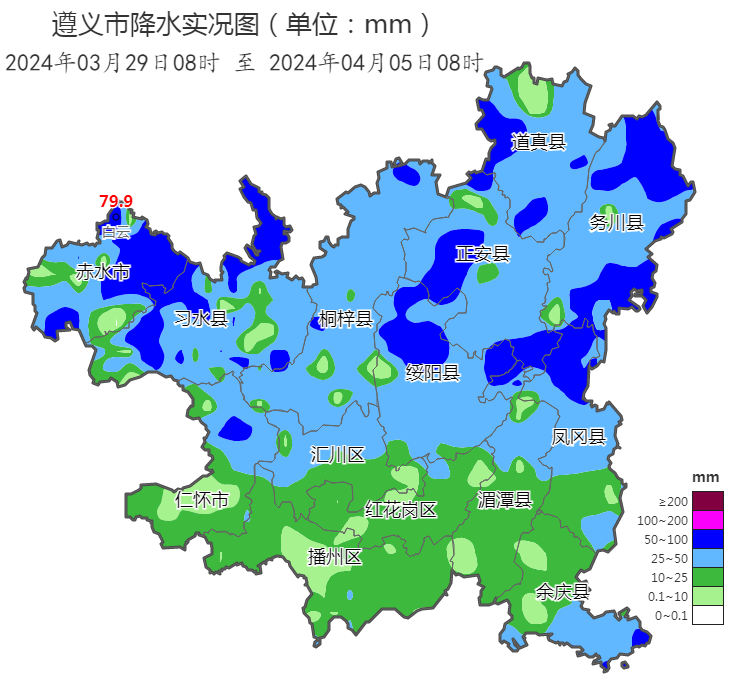 遵义市降水实况图（单位：mm）
2024年03月29日08时 至 2024年04月05日08时
道真县
79.9
白云
务川县
正安县
赤水市
习水县
桐梓县
绥阳县
凤冈县
汇川区
仁怀市
红花岗区
湄潭县
播州区
余庆县
mm
≥200
100~200
50~100
25~50
10~25
0.1~10
0~0.1